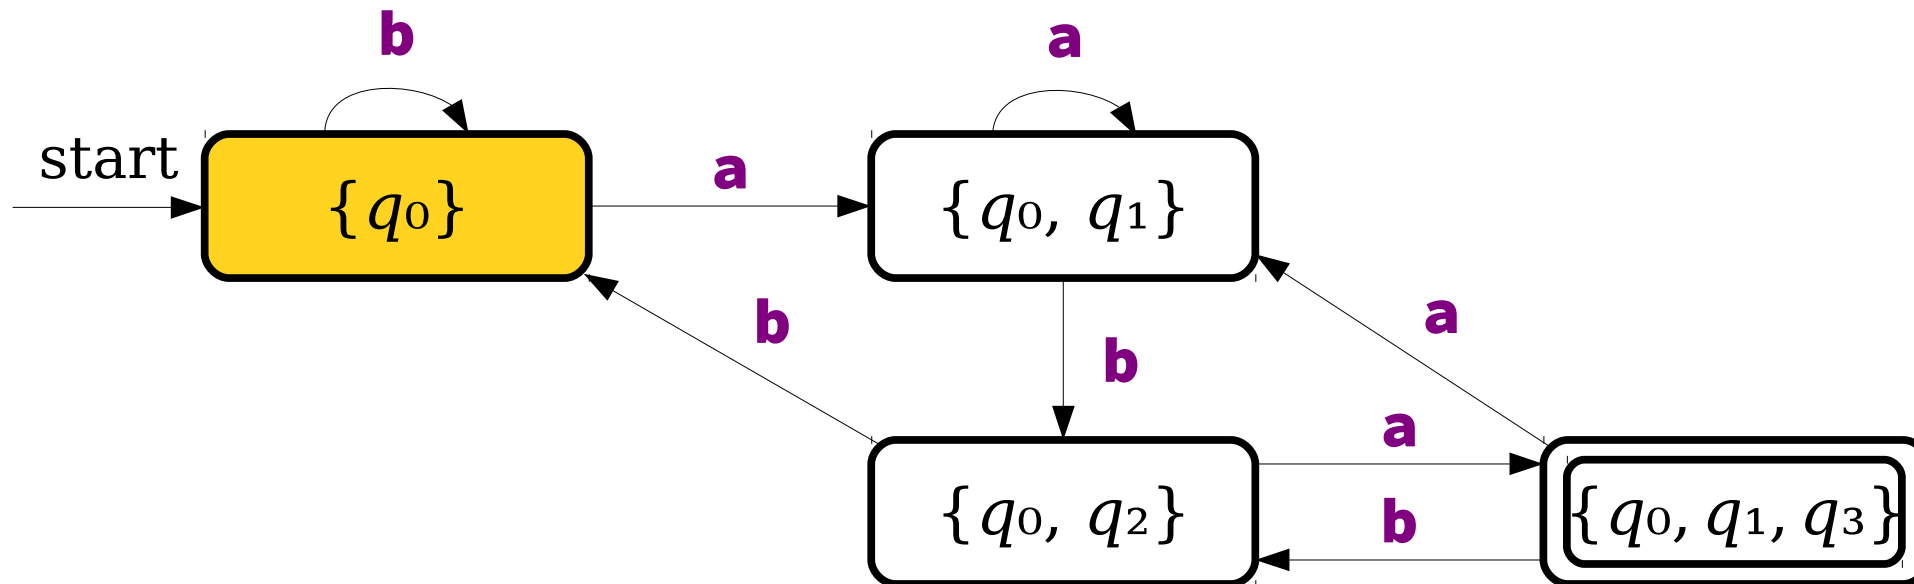 b
a
start
{q₀}
a
{q₀, q₁}
b
b
a
a
{q₀, q₂}
b
{q₀, q₁, q₃}